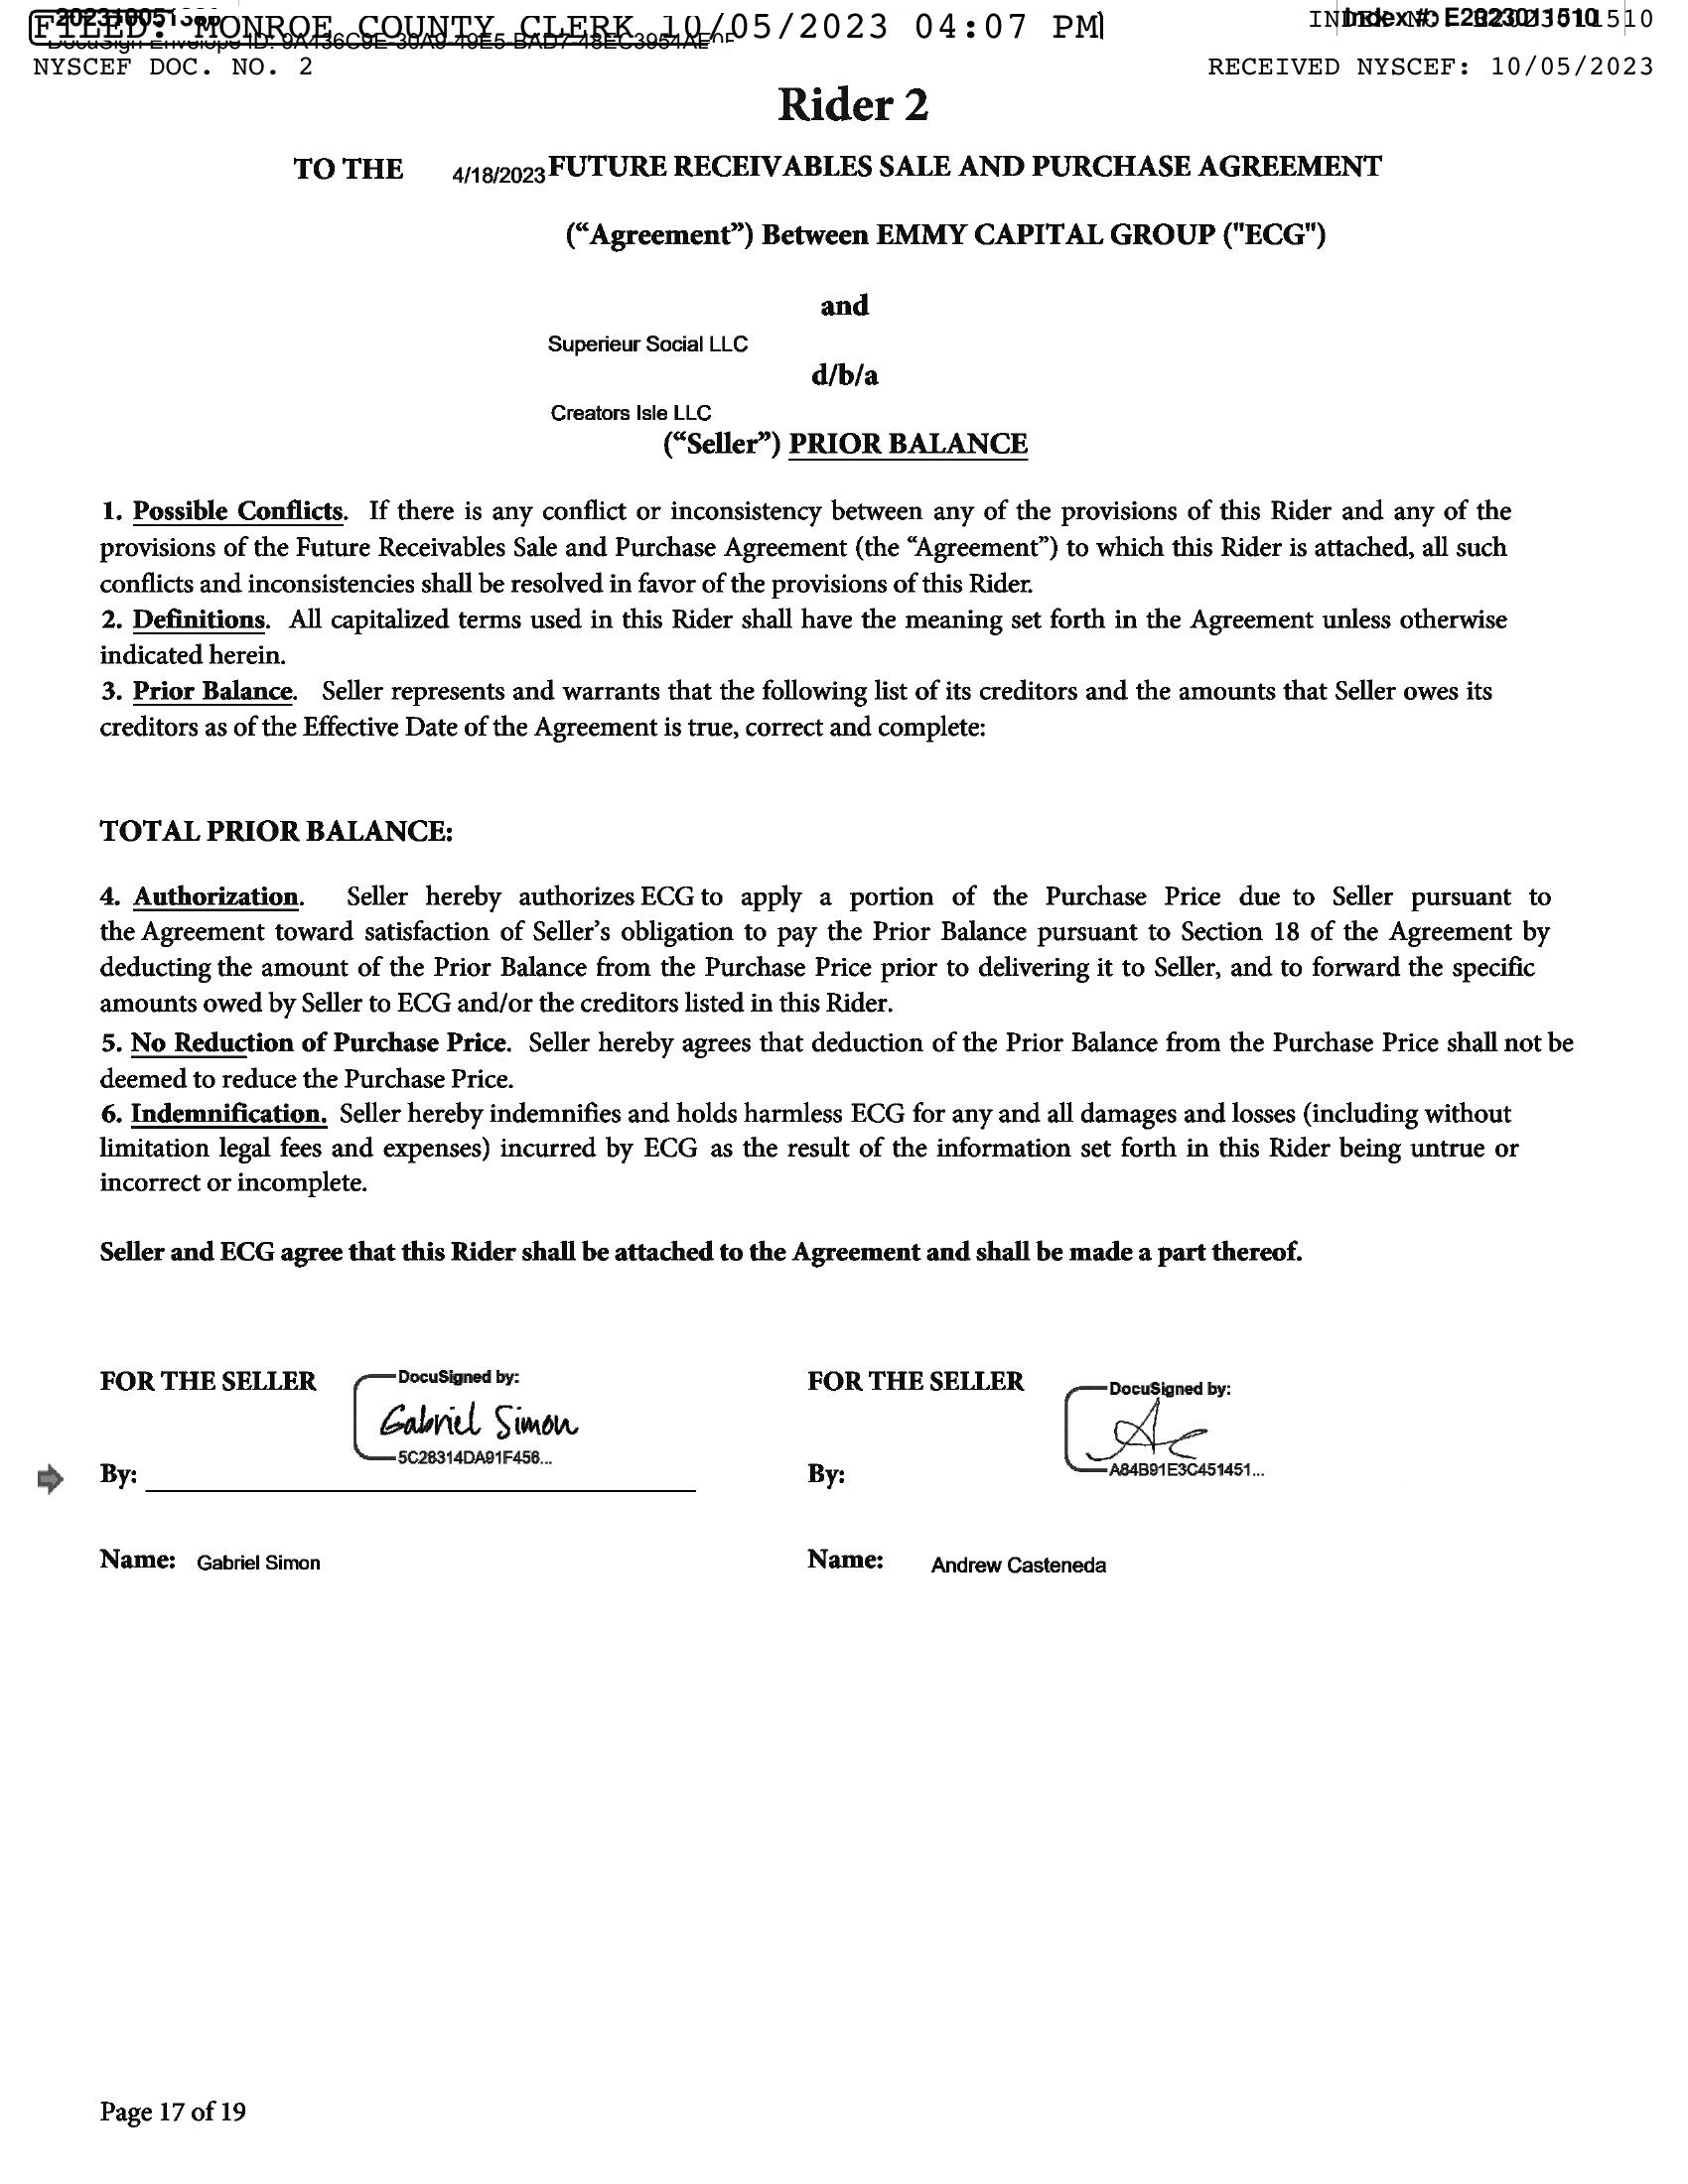 FILED: MONROE COUNTY CLERK 10/05/2023 04:07 PM
INDEX NO. E2023011510
Index #: E2023011510
NYSCEF DOC. NO. 2
RECEIVED NYSCEF: 10/05/2023
Rider 2
TO THE 4/18/2023 FUTURE RECEIVABLES SALE AND PURCHASE AGREEMENT
(“Agreement”) Between EMMY CAPITAL GROUP ("ECG")
and
Superieur Social LLC
d/b/a
Creators Isle LLC
(“Seller”) PRIOR BALANCE
1. Possible Conflicts. If there is any conflict or inconsistency between any of the provisions of this Rider and any of the
provisions of the Future Receivables Sale and Purchase Agreement (the “Agreement”) to which this Rider is attached, all such
conflicts and inconsistencies shall be resolved in favor of the provisions of this Rider.
2. Definitions. All capitalized terms used in this Rider shall have the meaning set forth in the Agreement unless otherwise
indicated herein.
3. Prior Balance. Seller represents and warrants that the following list of its creditors and the amounts that Seller owes its
creditors as of the Effective Date of the Agreement is true, correct and complete:
TOTAL PRIOR BALANCE:
4. Authorization. Seller hereby authorizes ECG to apply a portion of the Purchase Price due to Seller pursuant to
the Agreement toward satisfaction of Seller’s obligation to pay the Prior Balance pursuant to Section 18 of the Agreement by
deducting the amount of the Prior Balance from the Purchase Price prior to delivering it to Seller, and to forward the specific
amounts owed by Seller to ECG and/or the creditors listed in this Rider.
5. No Reduction of Purchase Price. Seller hereby agrees that deduction of the Prior Balance from the Purchase Price shall not be
deemed to reduce the Purchase Price.
6. Indemnification. Seller hereby indemnifies and holds harmless ECG for any and all damages and losses (including without
limitation legal fees and expenses) incurred by ECG as the result of the information set forth in this Rider being untrue or
incorrect or incomplete.
Seller and ECG agree that this Rider shall be attached to the Agreement and shall be made a part thereof.
FOR THE SELLER
DocuSigned by:
Gabriel Simon
5C28314DA91F456...
By:
Name: Gabriel Simon
FOR THE SELLER
DocuSigned by:
AC
A84B91E3C451451...
By:
Name: Andrew Casteneda
Page 17 of 19